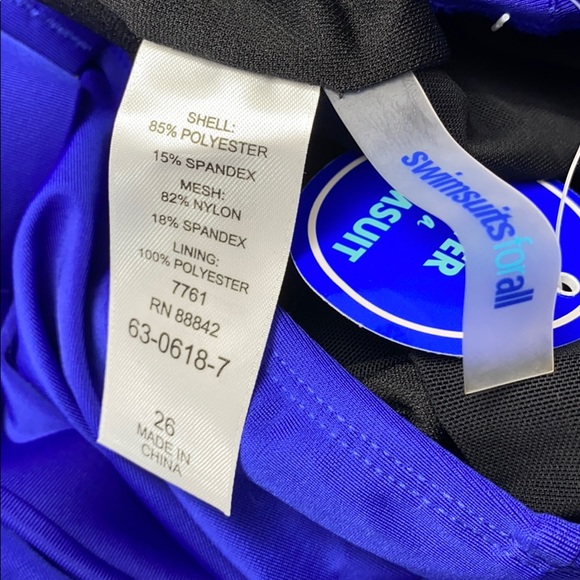 SHELL:
85% POLYESTER
15% SPANDEX
MESH:
82% NYLON
18% SPANDEX
LINING:
100% POLYESTER
7761
RN 88842
63-0618-7
26
MADE IN
CHINA
swimsuitsforall
&
SUIT